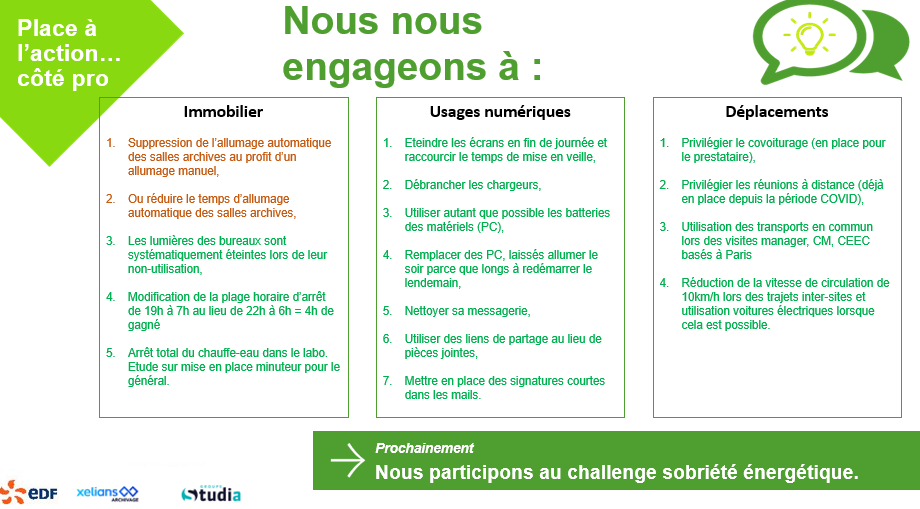 Place à
l'action…
côté pro
Nous nous
engageons à :
Immobilier
1. Suppression de l'allumage automatique
des salles archives au profit d'un
allumage manuel,
2. Ou réduire le temps d'allumage
automatique des salles archives,
3. Les lumières des bureaux sont
systématiquement éteintes lors de leur
non-utilisation,
4. Modification de la plage horaire d'arrêt
de 19h à 7h au lieu de 22h à 6h = 4h de
gagné
5. Arrêt total du chauffe-eau dans le labo.
Etude sur mise en place minuteur pour le
général.
Usages numériques
1. Eteindre les écrans en fin de journée et
raccourcir le temps de mise en veille,
2. Débrancher les chargeurs,
3. Utiliser autant que possible les batteries
des matériels (PC),
4. Remplacer des PC, laissés allumer le
soir parce que longs à redémarrer le
lendemain,
5. Nettoyer sa messagerie,
6. Utiliser des liens de partage au lieu de
pièces jointes,
7. Mettre en place des signatures courtes
dans les mails.
Déplacements
1. Privilégier le covoiturage (en place pour
le prestataire),
2. Privilégier les réunions à distance (déjà
en place depuis la période COVID),
3. Utilisation des transports en commun
lors des visites manager, CM, CEEC
basés à Paris
4. Réduction de la vitesse de circulation de
10km/h lors des trajets inter-sites et
utilisation voitures électriques lorsque
cela est possible.
Prochainement
Nous participons au challenge sobriété énergétique.
edf
xelians
ARCHIVAGE
GROUPE
Studia